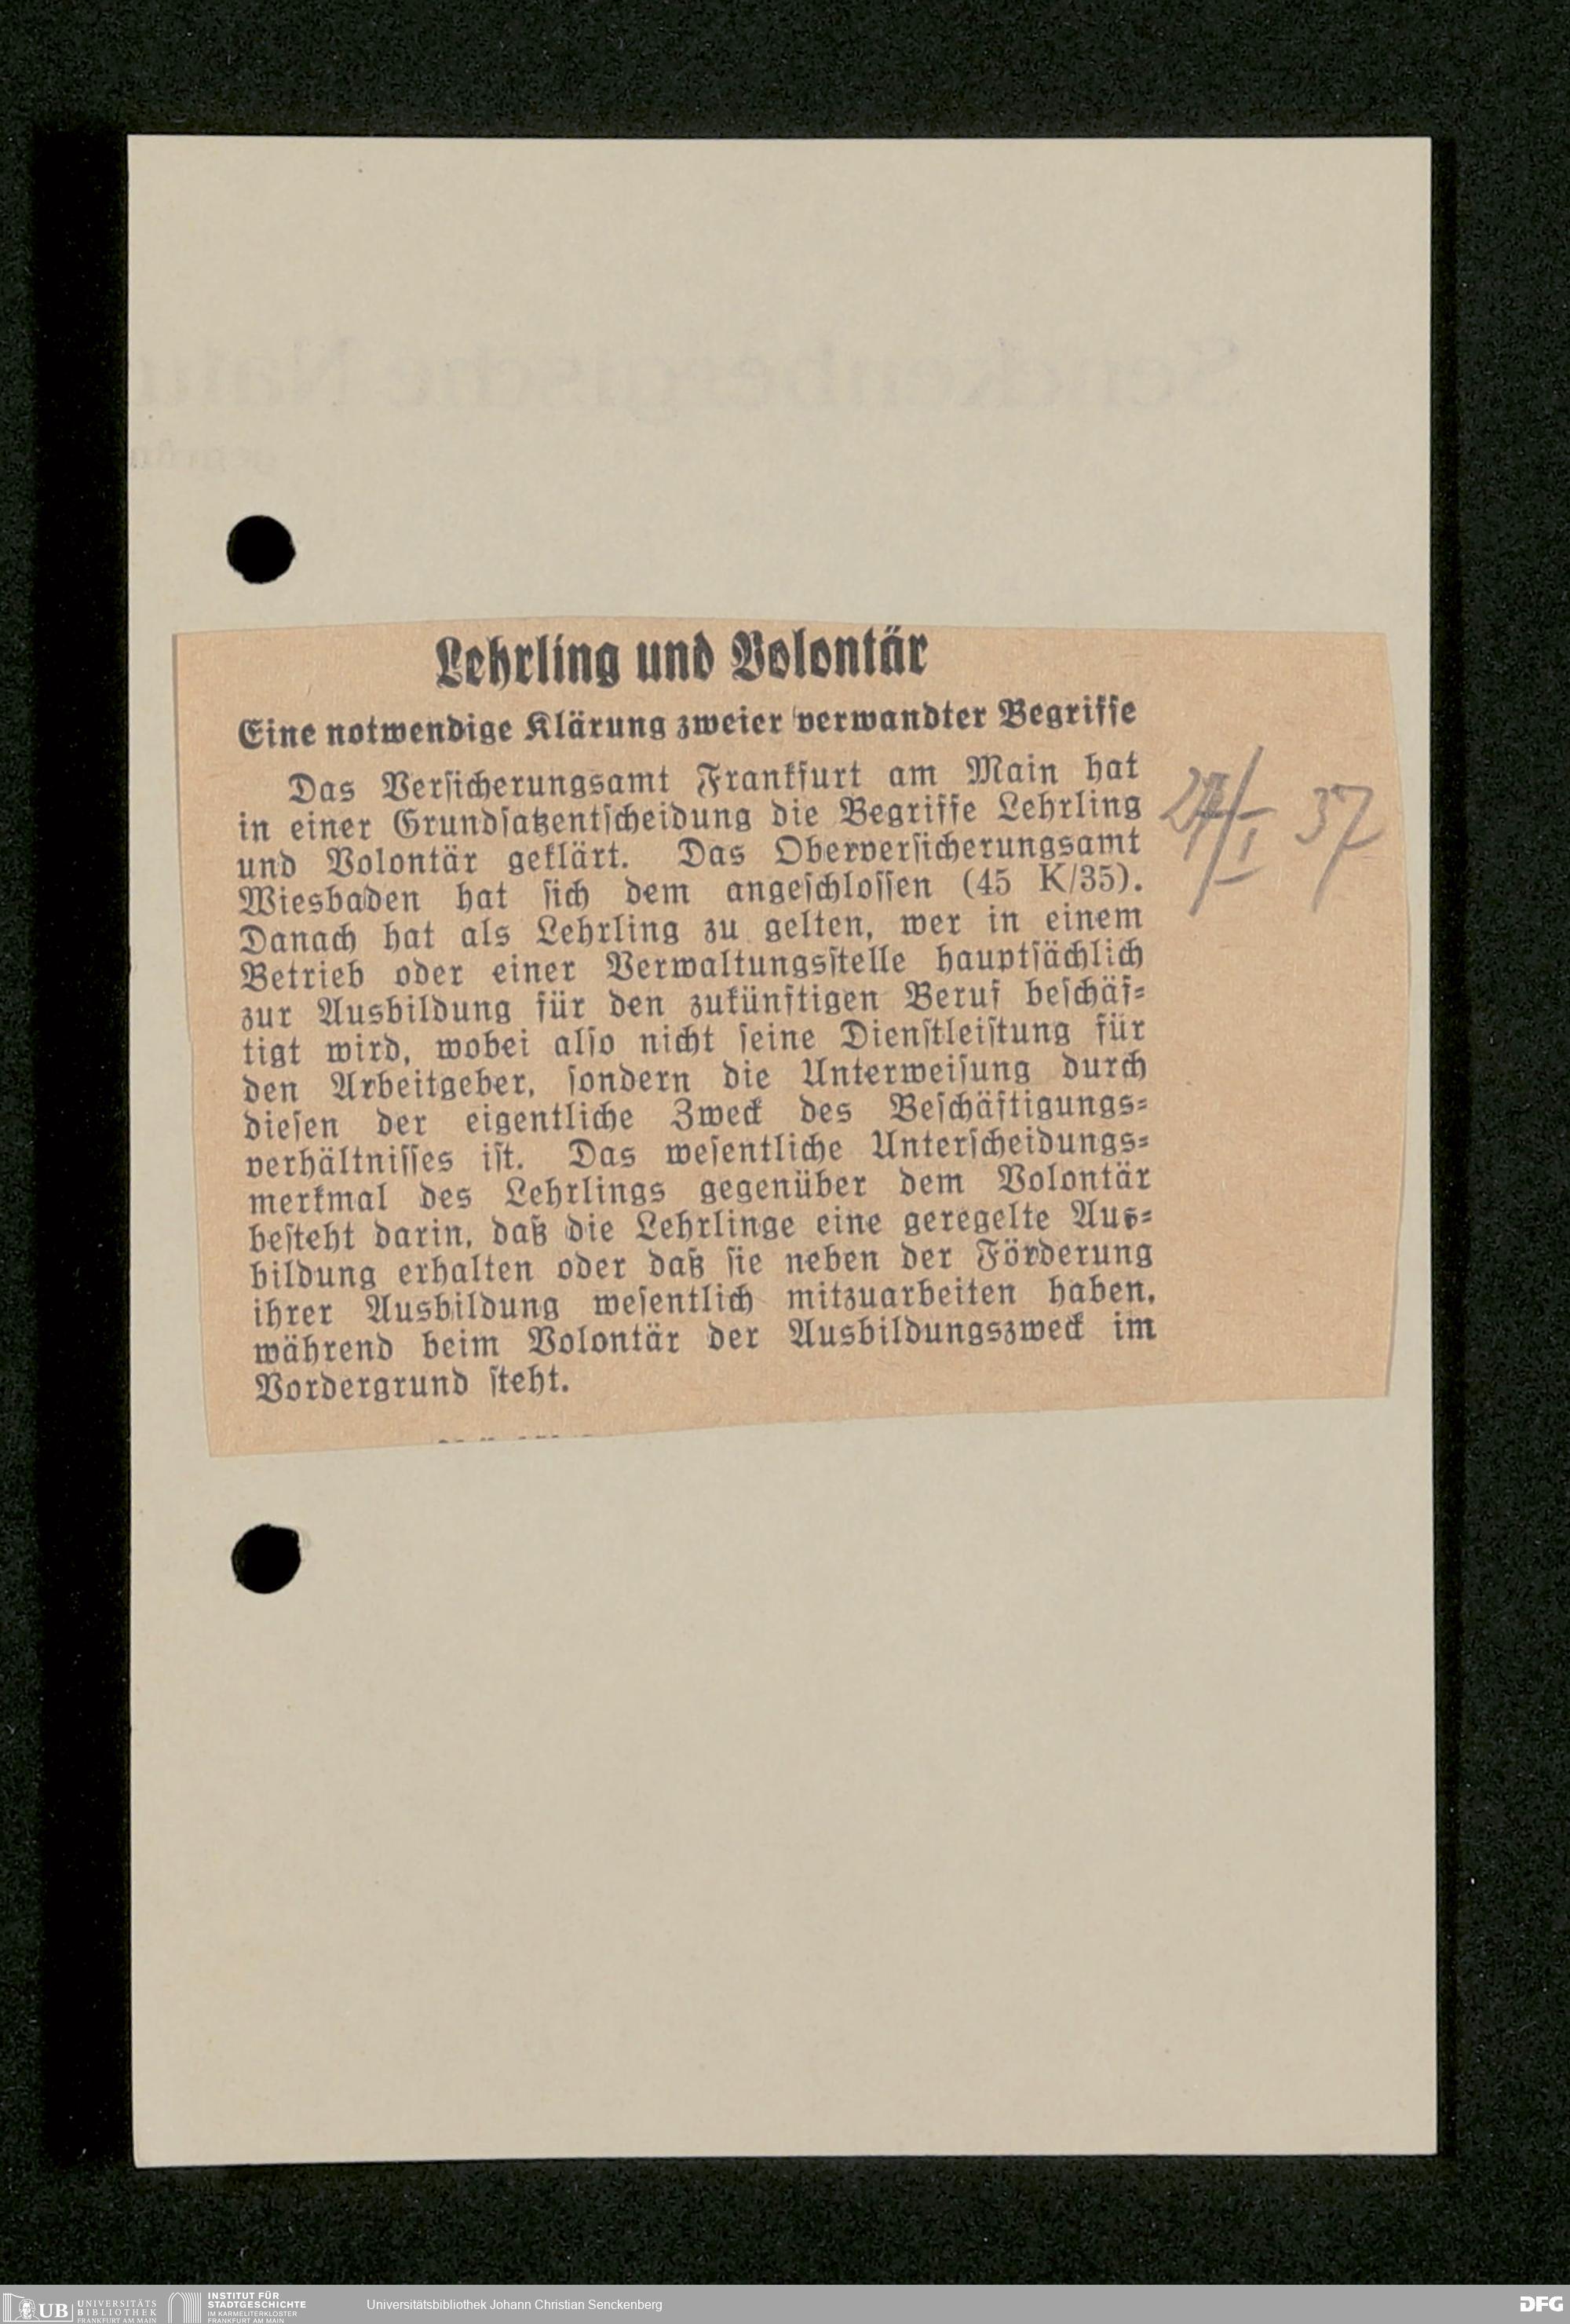 Lehrling und Volontär
Eine notwendige Klärung zweier verwandter Begriffe
Das Versicherungsamt Frankfurt am Main hat
in einer Grundsatzentscheidung die Begriffe Lehrling
und Volontär geklärt. Das Oberversicherungsamt
Wiesbaden hat sich dem angeschlossen (45 K/35).
Danach hat als Lehrling zu gelten, wer in einem
Betrieb oder einer Verwaltungsstelle hauptsächlich
zur Ausbildung für den zukünftigen Beruf beschäf-
tigt wird, wobei also nicht seine Dienstleistung für
den Arbeitgeber, sondern die Unterweisung durch
diesen der eigentliche Zweck des Beschäftigungs-
verhältnisses ist. Das wesentliche Unterscheidungs-
merkmal des Lehrlings gegenüber dem Volontär
besteht darin, daß die Lehrlinge eine geregelte Aus-
bildung erhalten oder daß sie neben der Förderung
ihrer Ausbildung wesentlich mitzuarbeiten haben,
während beim Volontär der Ausbildungszweck im
Vordergrund steht.
37
UB UNIVERSITÄTS
BIBLIOTHEK
FRANKFURT AM MAIN
INSTITUT FÜR
STADTGESCHICHTE
IM KARMELITERKLOSTER
FRANKFURT AM MAIN
Universitätsbibliothek Johann Christian Senckenberg
DFG